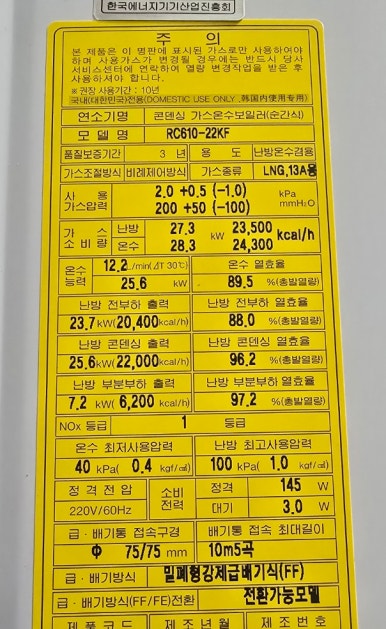 한국에너지기기산업진흥회
주 의
본 제품은 이 명판에 표시된 가스로만 사용하여야
하며 사용가스가 변경될 경우에는 반드시 당사
서비스센터에 연락하여 열량 변경작업을 받은 후
사용하셔야 합니다.
※ 권장 사용기간 : 10년
국내(대한민국)전용(DOMESTIC USE ONLY ,韩国内使用专用)
연소기명 콘덴싱 가스온수보일러(순간식)
모 델 명 RC610-22KF
품질보증기간 3 년 용 도 난방온수겸용
가스조절방식 비례제어방식 가스종류 LNG,13A용
사 용 2.0 +0.5 (-1.0) kPa
가스압력 200 +50 (-100) mmH₂O
가 스 난방 27.3 kW 23,500 kcal/h
소 비 량 온수 28.3 24,300
온수 12.2L/min(⊿T 30℃) 온수 열효율
능력 25.6 kW 89.5 %(총발열량)
난방 전부하 출력 난방 전부하 열효율
23.7kW(20,400kcal/h) 88.0 %(총발열량)
난방 콘덴싱 출력 난방 콘덴싱 열효율
25.6kW(22,000kcal/h) 96.2 %(총발열량)
난방 부분부하 출력 난방 부분부하 열효율
7.2 kW( 6,200 kcal/h) 97.2 %(총발열량)
NOx 등급 1 등급
온수 최저사용압력 난방 최고사용압력
40 kPa( 0.4 kgf/㎠) 100 kPa( 1.0 kgf/㎠)
정 격 전 압 소비 정격 145 W
220V/60Hz 전력 대기 3.0 W
급 · 배기통 접속구경 배기통 접속 최대길이
Φ 75/75 mm 10m5곡
급 · 배기방식 밀폐형강제급배기식(FF)
급 · 배기방식(FF/FE)전환 전환가능모델
제 품 코 드 제 조 년 월 제 조 번 호